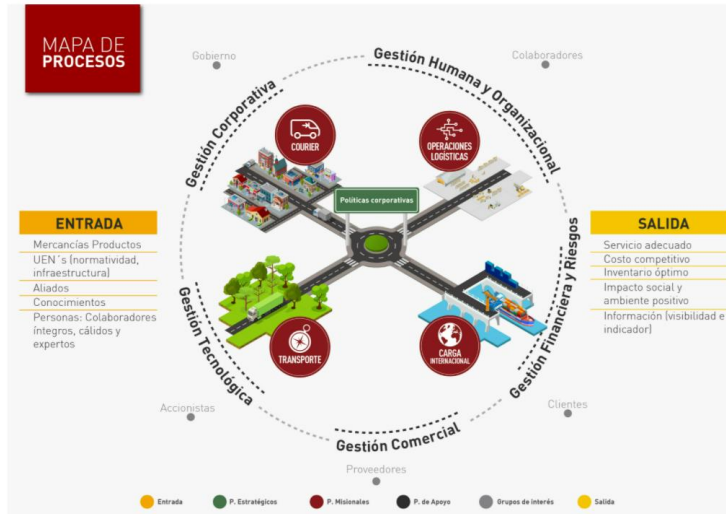 MAPA DE
PROCESOS
Gobierno
Colaboradores
Gestión Humana y Organizacional
Gestión Corporativa
COURIER
OPERACIONES
LOGÍSTICAS
Políticas corporativas
ENTRADA
Mercancías Productos
UEN´s (normatividad,
infraestructura)
Aliados
Conocimientos
Personas: Colaboradores
íntegros, cálidos y
expertos
SALIDA
Servicio adecuado
Costo competitivo
Inventario óptimo
Impacto social y
ambiente positivo
Información (visibilidad e
indicador)
Gestión Financiera y Riesgos
Gestión Tecnológica
TRANSPORTE
CARGA
INTERNACIONAL
Accionistas
Clientes
Gestión Comercial
Proveedores
Entrada
P. Estratégicos
P. Misionales
P. de Apoyo
Grupos de interés
Salida